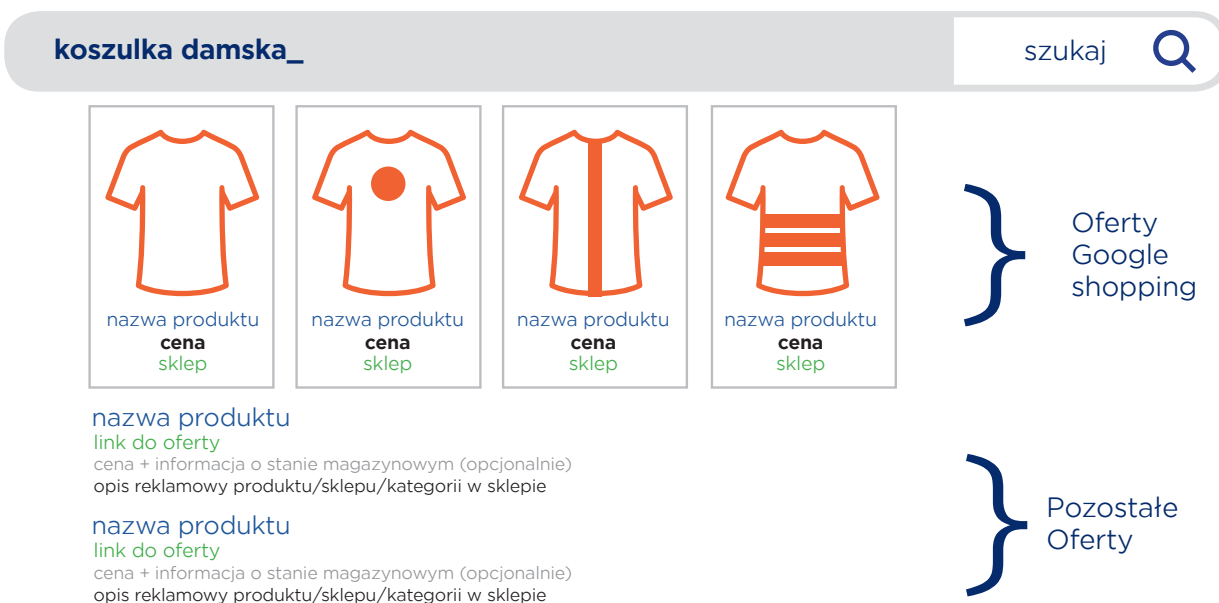 koszulka damska_
szukaj
nazwa produktu
cena
sklep
nazwa produktu
cena
sklep
nazwa produktu
cena
sklep
nazwa produktu
cena
sklep
Oferty
Google
shopping
nazwa produktu
link do oferty
cena + informacja o stanie magazynowym (opcjonalnie)
opis reklamowy produktu/sklepu/kategorii w sklepie
nazwa produktu
link do oferty
cena + informacja o stanie magazynowym (opcjonalnie)
opis reklamowy produktu/sklepu/kategorii w sklepie
Pozostałe
Oferty